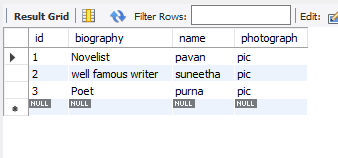 Result Grid Filter Rows: Edit:
id biography name photograph
1 Novelist pavan pic
2 well famous writer suneetha pic
3 Poet purna pic
NULL NULL NULL NULL